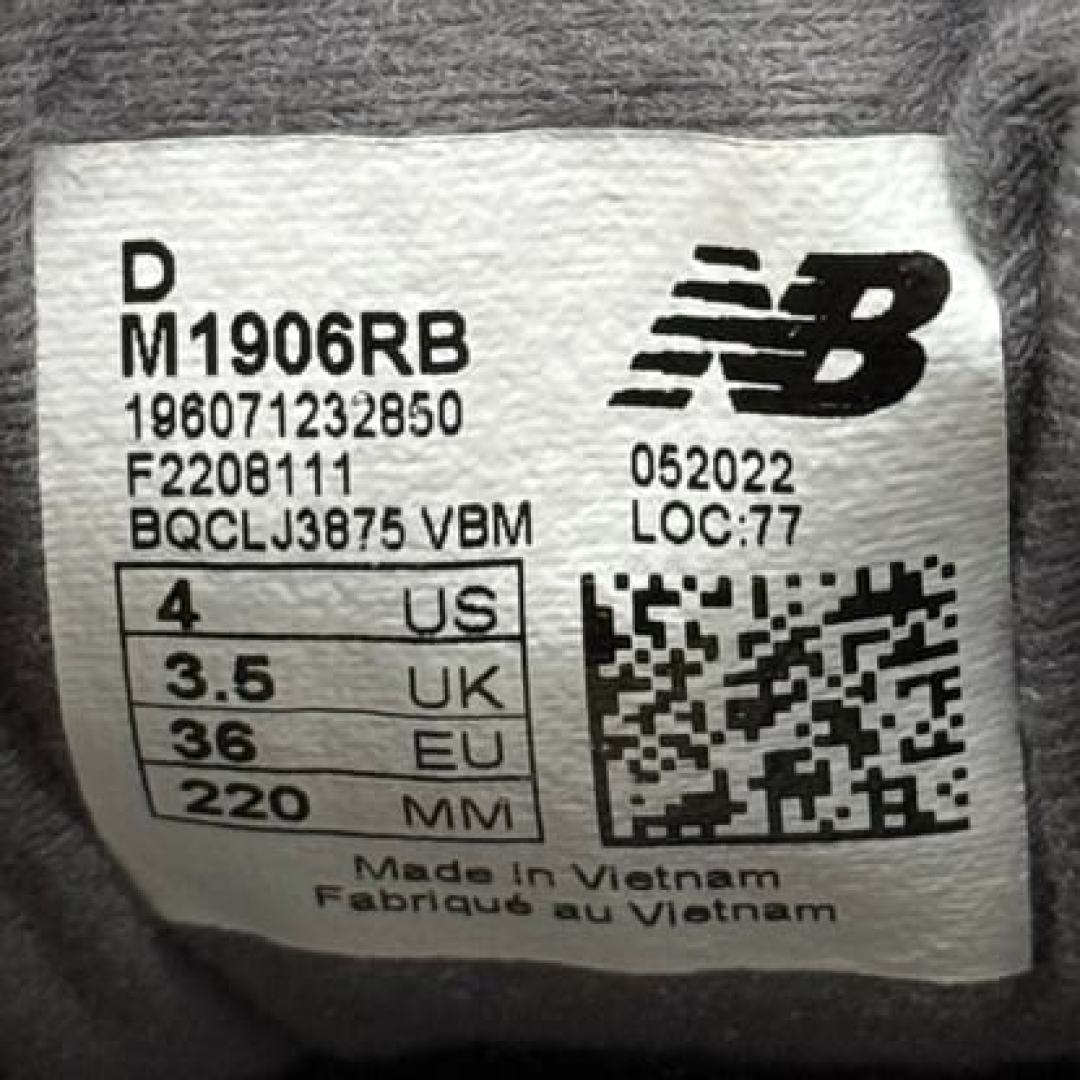 D
M1906RB
196071232850
F2208111
BQCLJ3875 VBM
NB
052022
LOC:77
4 US
3.5 UK
36 EU
220 MM
Made in Vietnam
Fabriqué au Vietnam